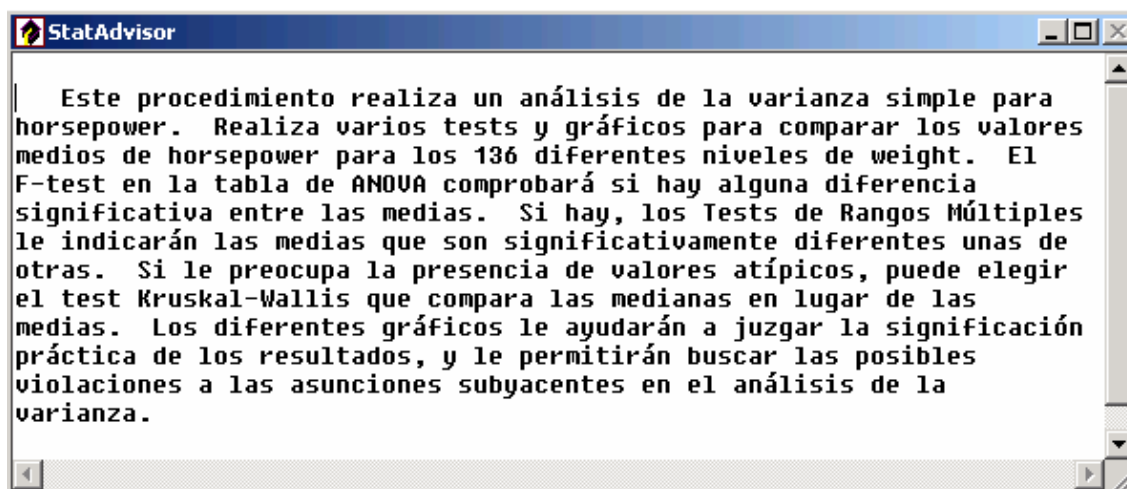 StatAdvisor
Este procedimiento realiza un análisis de la varianza simple para
horsepower.  Realiza varios tests y gráficos para comparar los valores
medios de horsepower para los 136 diferentes niveles de weight.  El
F-test en la tabla de ANOVA comprobará si hay alguna diferencia
significativa entre las medias.  Si hay, los Tests de Rangos Múltiples
le indicarán las medias que son significativamente diferentes unas de
otras.  Si le preocupa la presencia de valores atípicos, puede elegir
el test Kruskal-Wallis que compara las medianas en lugar de las
medias.  Los diferentes gráficos le ayudarán a juzgar la significación
práctica de los resultados, y le permitirán buscar las posibles
violaciones a las asunciones subyacentes en el análisis de la
varianza.